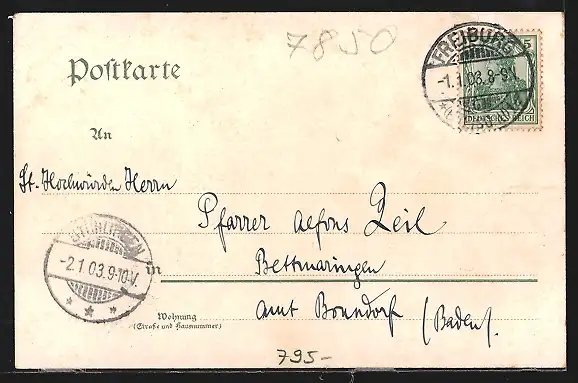 7850
Postkarte
FREIBURG
-1.1.03.8-9N.
5
DEUTSCHES REICH
An
St. Hochwürden Herrn
Pfarrer Alfons Zeil
-2.1.03.9-10V.
in Bettmaringen
Wohnung
(Straße und Hausnummer)
Amt Bonndorf (Baden).
795-